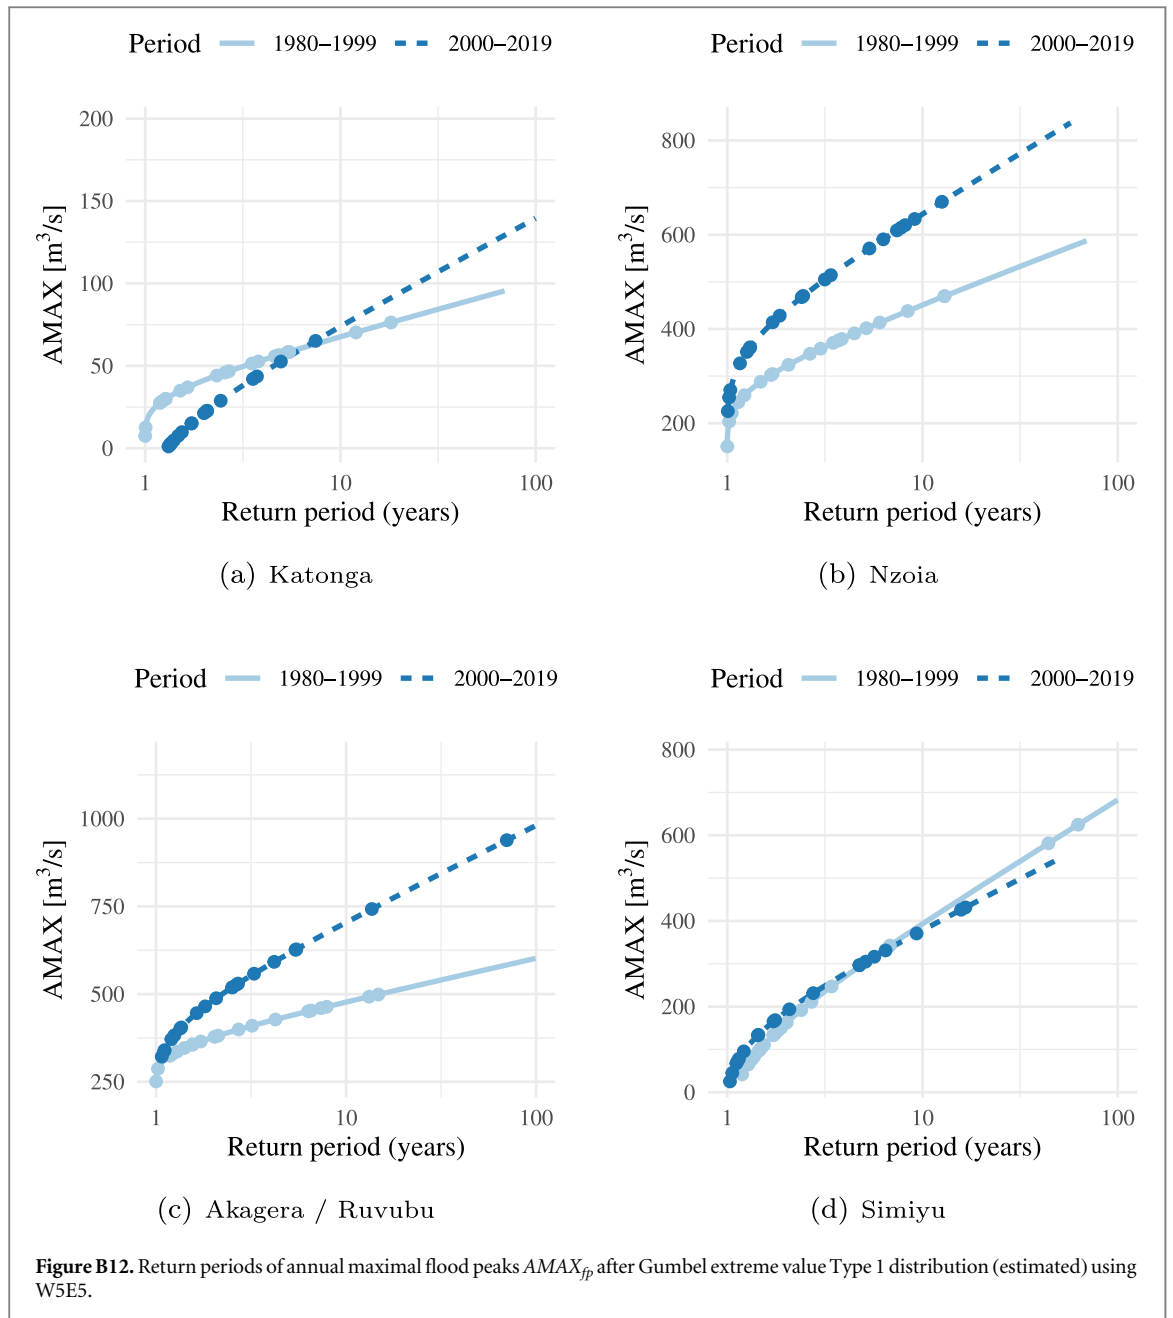 Period 1980–1999 2000–2019
200
150
100
50
0
AMAX [m³/s]
1 10 100
Return period (years)
(a) Katonga
Period 1980–1999 2000–2019
800
600
400
200
AMAX [m³/s]
1 10 100
Return period (years)
(b) Nzoia
Period 1980–1999 2000–2019
1000
750
500
250
AMAX [m³/s]
1 10 100
Return period (years)
(c) Akagera / Ruvubu
Period 1980–1999 2000–2019
800
600
400
200
0
AMAX [m³/s]
1 10 100
Return period (years)
(d) Simiyu
Figure B12. Return periods of annual maximal flood peaks AMAX_fp after Gumbel extreme value Type 1 distribution (estimated) using
W5E5.